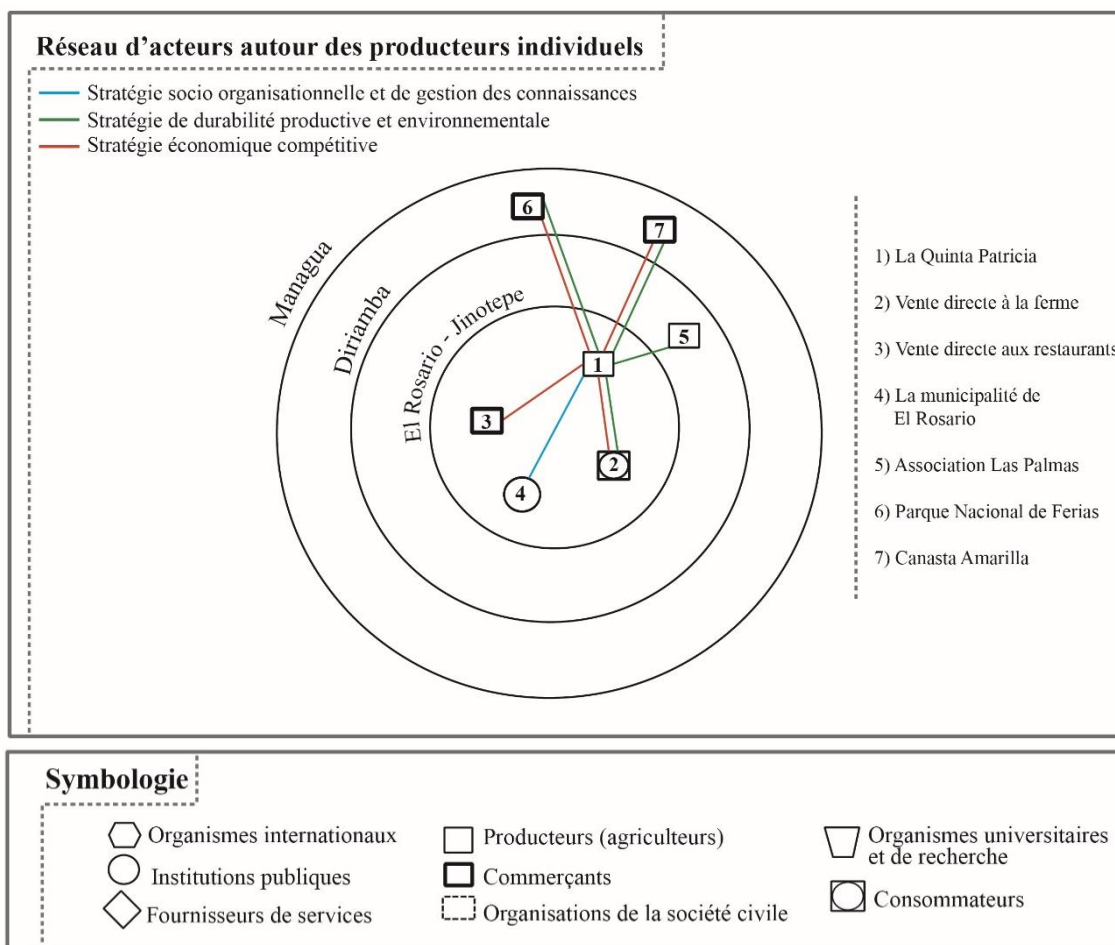 Réseau d'acteurs autour des producteurs individuels
Stratégie socio organisationnelle et de gestion des connaissances
Stratégie de durabilité productive et environnementale
Stratégie économique compétitive
Managua
Diriamba
El Rosario - Jinotepe
6
7
5
1
3
2
4
1) La Quinta Patricia
2) Vente directe à la ferme
3) Vente directe aux restaurants
4) La municipalité de
El Rosario
5) Association Las Palmas
6) Parque Nacional de Ferias
7) Canasta Amarilla
Symbologie
Organismes internaux
Institutions publiques
Fournisseurs de services
Producteurs (agriculteurs)
Commerçants
Organisations de la société civile
Organismes universitaires
et de recherche
Consommateurs